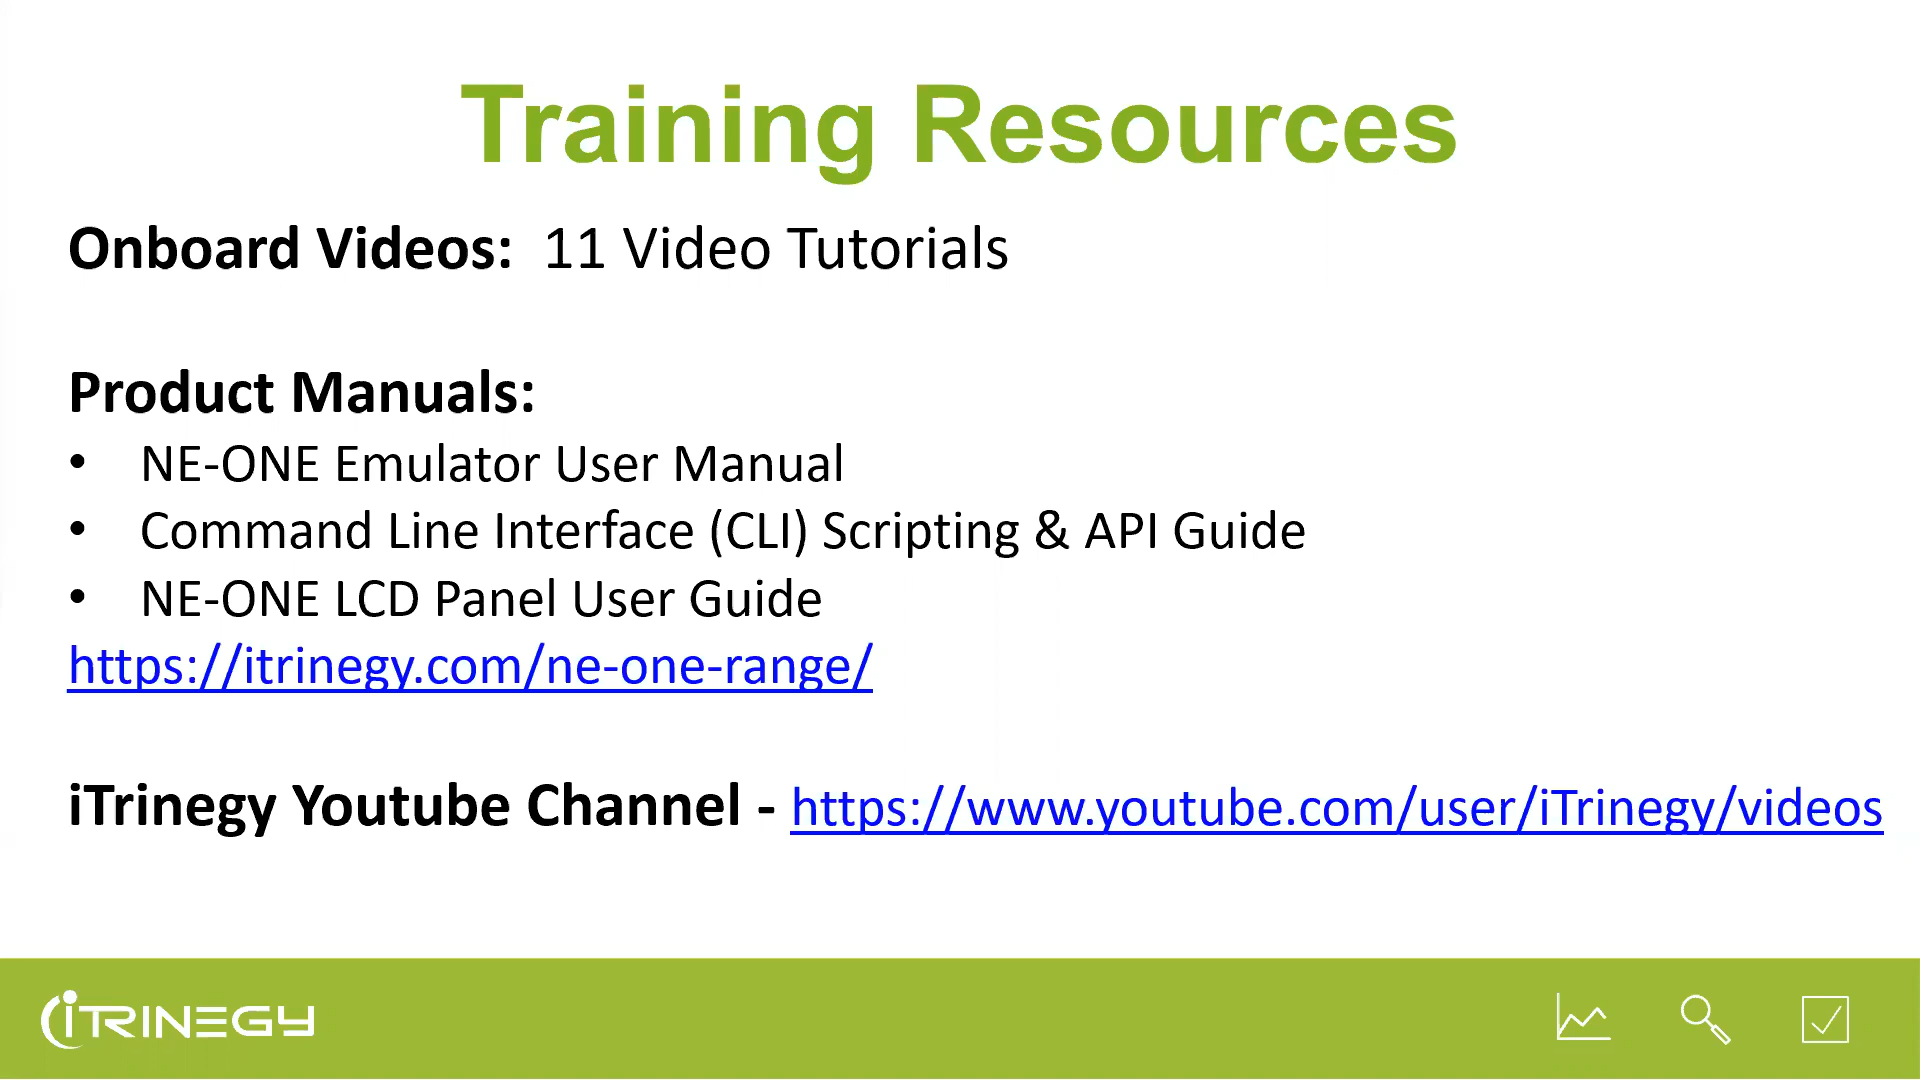 Training Resources
Onboard Videos: 11 Video Tutorials
Product Manuals:
• NE-ONE Emulator User Manual
• Command Line Interface (CLI) Scripting & API Guide
• NE-ONE LCD Panel User Guide
https://itrinegy.com/ne-one-range/
iTrinegy Youtube Channel - https://www.youtube.com/user/iTrinegy/videos
iTRINEGY